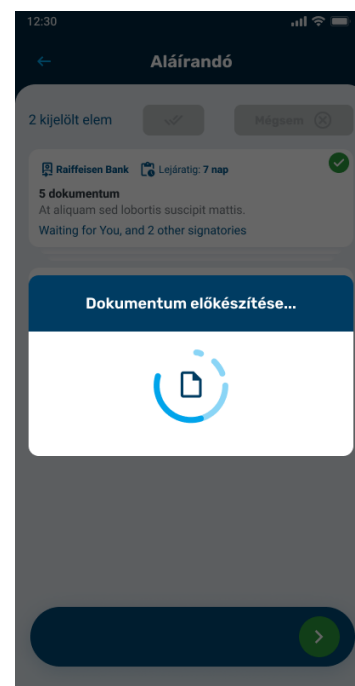 12:30
Aláírandó
2 kijelölt elem
Mégsem
Raiffeisen Bank Lejáratig: 7 nap
5 dokumentum
At aliquam sed lobortis suscipit mattis.
Waiting for You, and 2 other signatories
Dokumentum előkészítése...